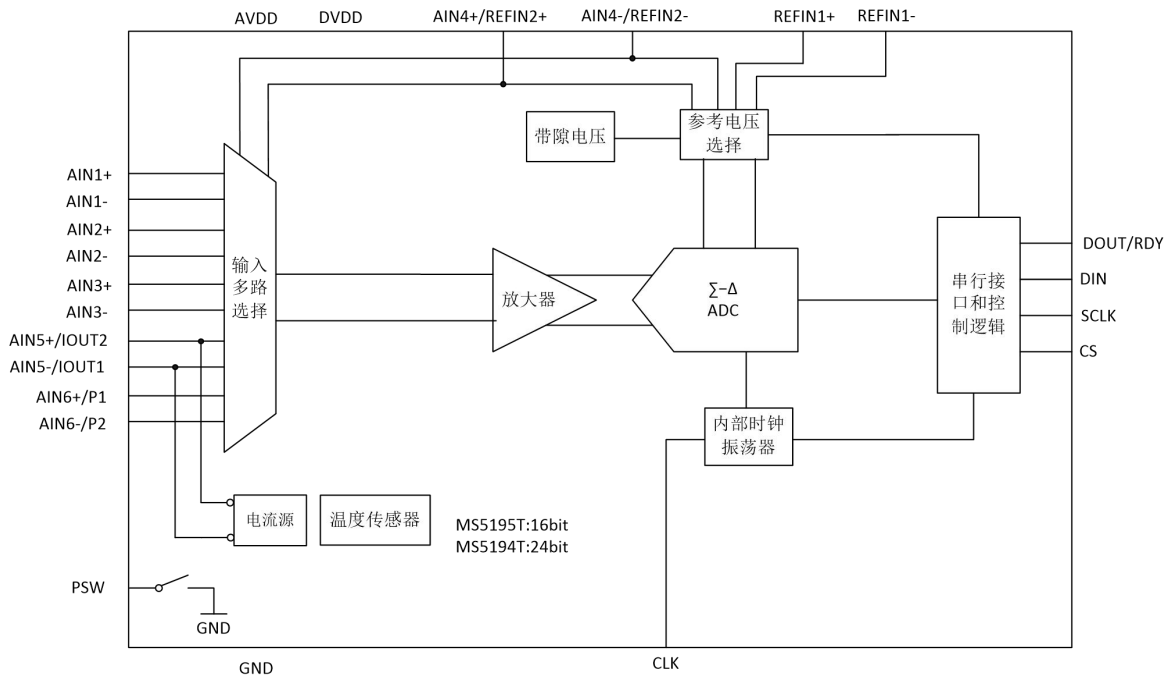 AVDD
DVDD
AIN4+/REFIN2+
AIN4-/REFIN2-
REFIN1+
REFIN1-
带隙电压
参考电压
选择
AIN1+
AIN1-
AIN2+
AIN2-
AIN3+
AIN3-
AIN5+/IOUT2
AIN5-/IOUT1
AIN6+/P1
AIN6-/P2
输入
多路
选择
放大器
∑-Δ
ADC
串行接
口和控
制逻辑
DOUT/RDY
DIN
SCLK
CS
内部时钟
振荡器
电流源
温度传感器
MS5195T:16bit
MS5194T:24bit
PSW
GND
GND
CLK